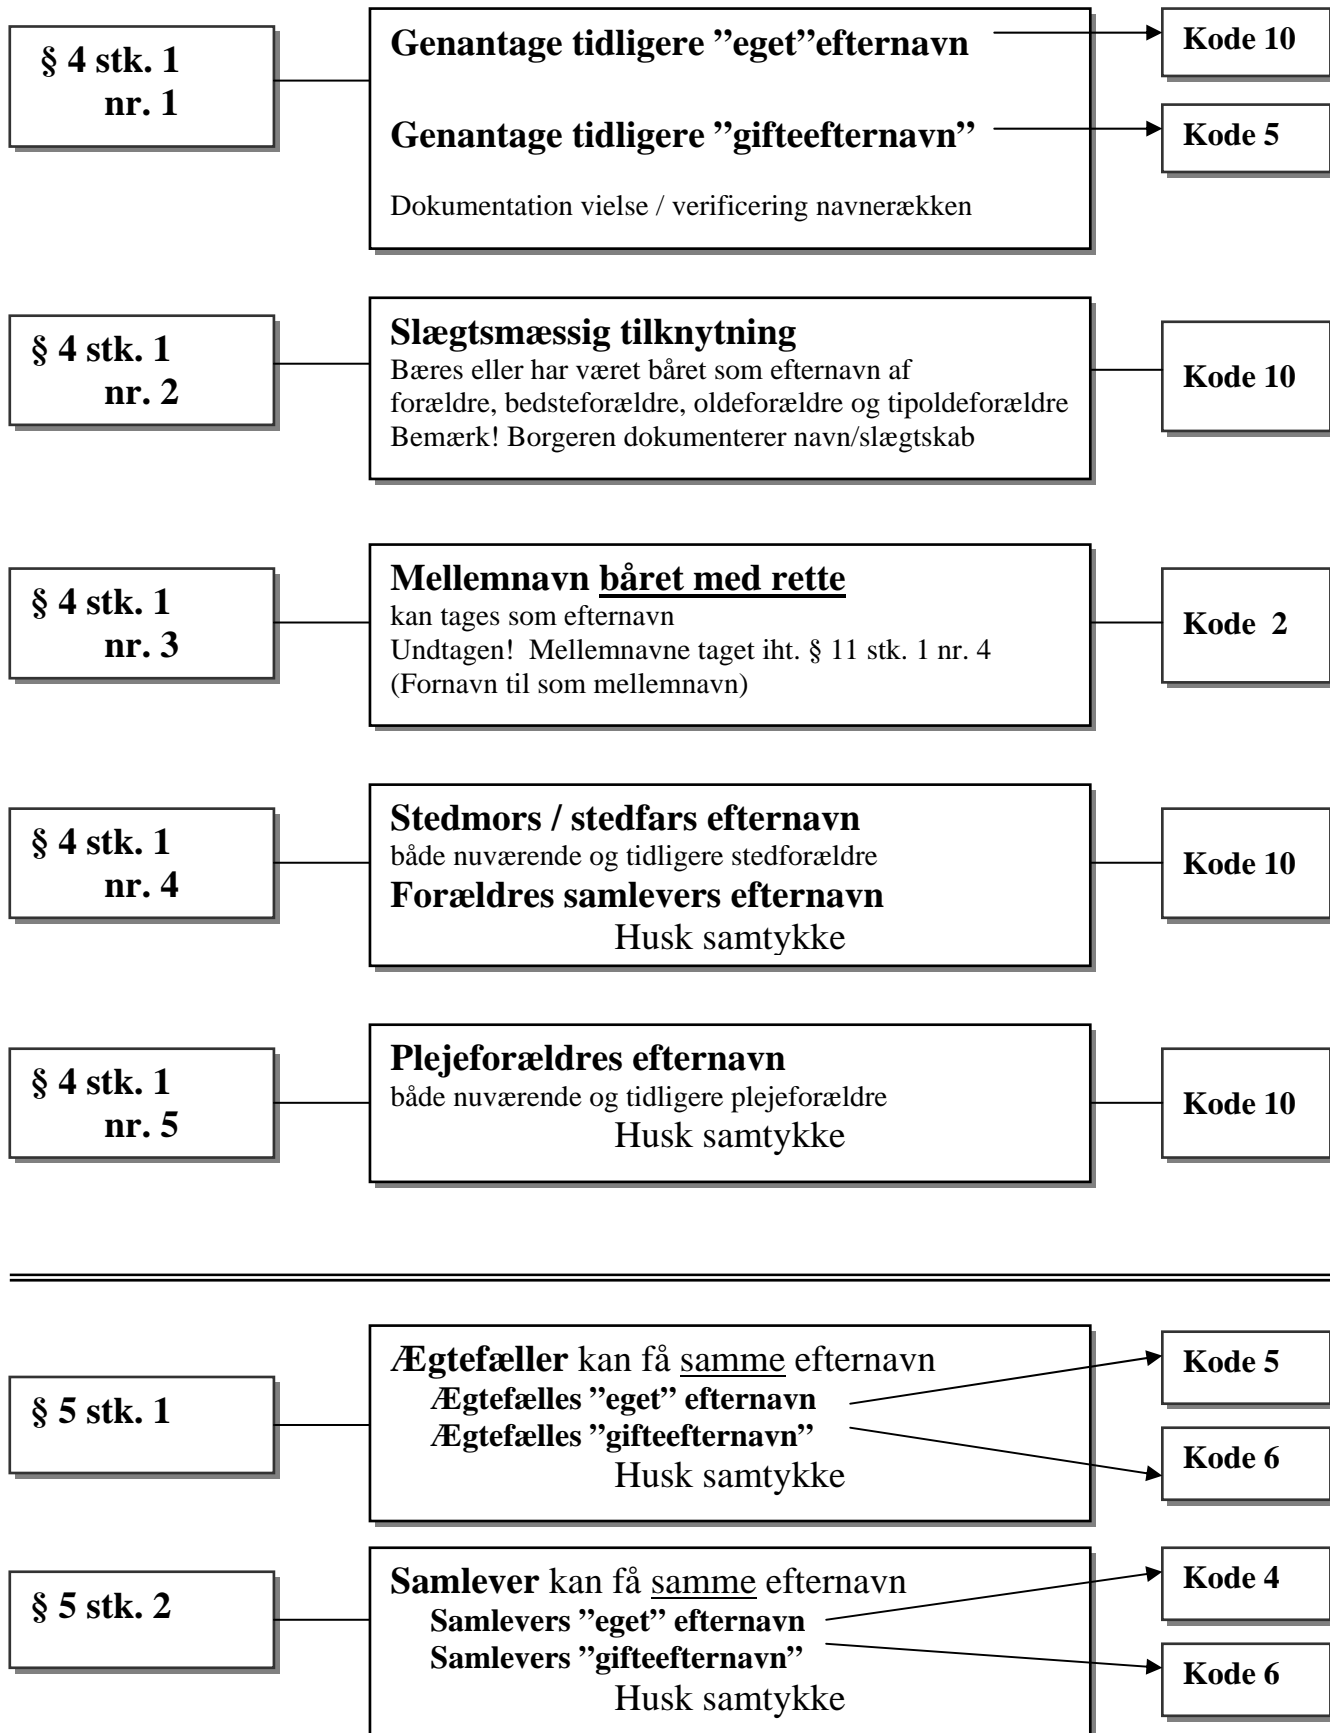 § 4 stk. 1
nr. 1
Genantage tidligere ”eget”efternavn
Kode 10
Genantage tidligere ”gifteefternavn”
Kode 5
Dokumentation vielse / verificering navnerækken
§ 4 stk. 1
nr. 2
Slægtsmæssig tilknytning
Bæres eller har været båret som efternavn af
forældre, bedsteforældre, oldeforældre og tipoldeforældre
Bemærk! Borgeren dokumenterer navn/slægtskab
Kode 10
§ 4 stk. 1
nr. 3
Mellemnavn båret med rette
kan tages som efternavn
Undtagen!  Mellemnavne taget iht. § 11 stk. 1 nr. 4
(Fornavn til som mellemnavn)
Kode  2
§ 4 stk. 1
nr. 4
Stedmors / stedfars efternavn
både nuværende og tidligere stedforældre
Forældres samlevers efternavn
Husk samtykke
Kode 10
§ 4 stk. 1
nr. 5
Plejeforældres efternavn
både nuværende og tidligere plejeforældre
Husk samtykke
Kode 10
§ 5 stk. 1
Ægtefæller kan få samme efternavn
Ægtefælles ”eget” efternavn
Ægtefælles ”gifteefternavn”
Husk samtykke
Kode 5
Kode 6
§ 5 stk. 2
Samlever kan få samme efternavn
Samlevers ”eget” efternavn
Samlevers ”gifteefternavn”
Husk samtykke
Kode 4
Kode 6